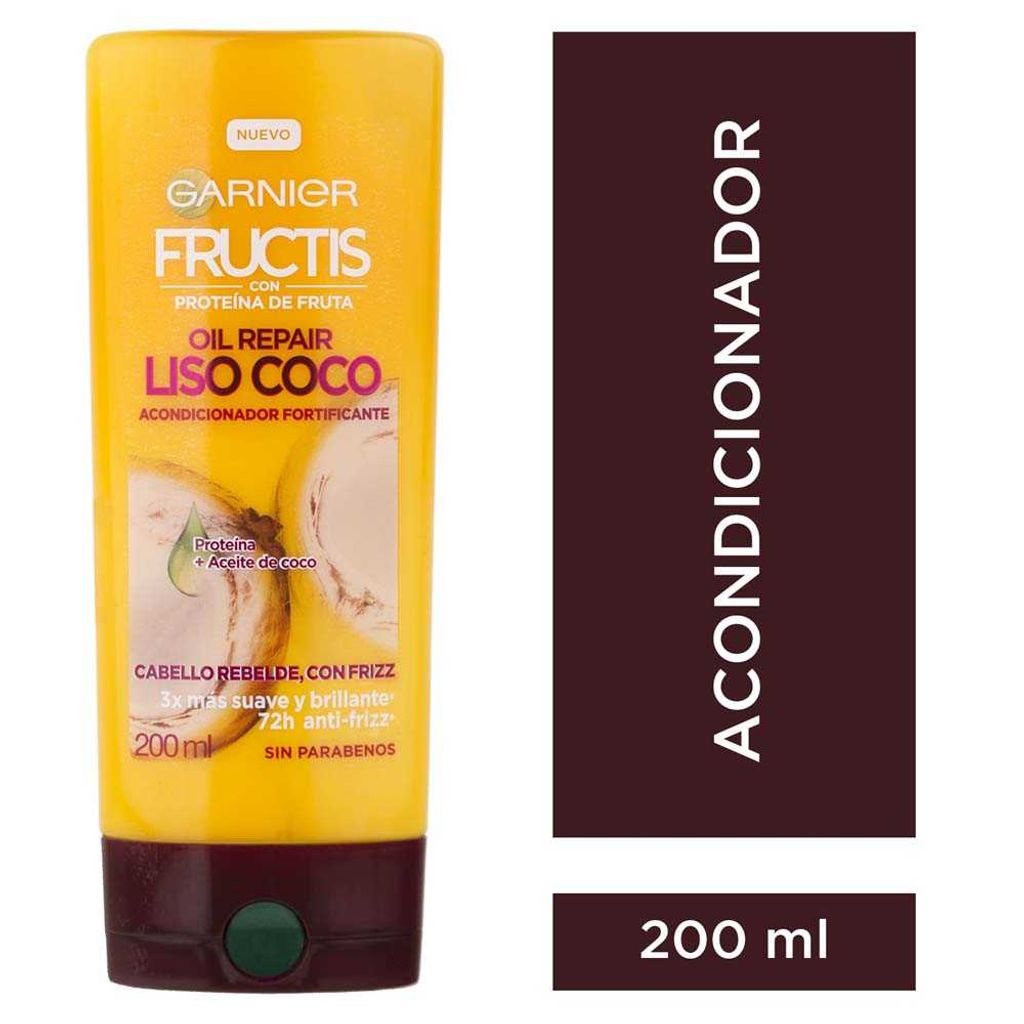 NUEVO
GARNIER
FRUCTIS
CON
PROTEÍNA DE FRUTA
OIL REPAIR
LISO COCO
ACONDICIONADOR FORTIFICANTE
Proteína
+ Aceite de coco
CABELLO REBELDE, CON FRIZZ
3x más suave y brillante*
72h anti-frizz*
200 ml
SIN PARABENOS
ACONDICIONADOR
200 ml